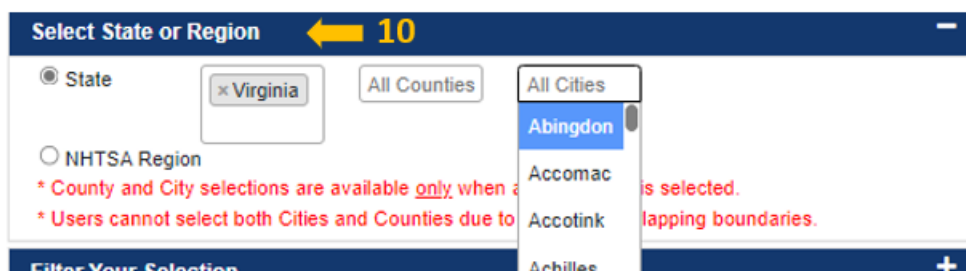 Select State or Region 10
State × Virginia All Counties All Cities
Abingdon
NHTSA Region
Accomac
* County and City selections are available only when a is selected.
* Users cannot select both Cities and Counties due to lapping boundaries.
Accotink
Filter Your Selection
Achilles